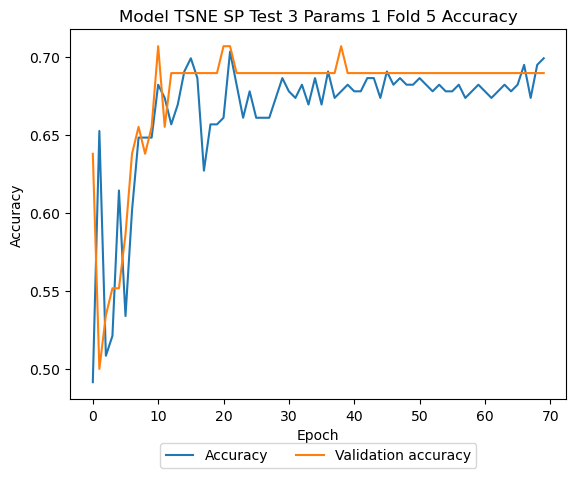 Model TSNE SP Test 3 Params 1 Fold 5 Accuracy
0.70
0.65
0.60
0.55
0.50
Accuracy
0 10 20 30 40 50 60 70
Epoch
Accuracy Validation accuracy